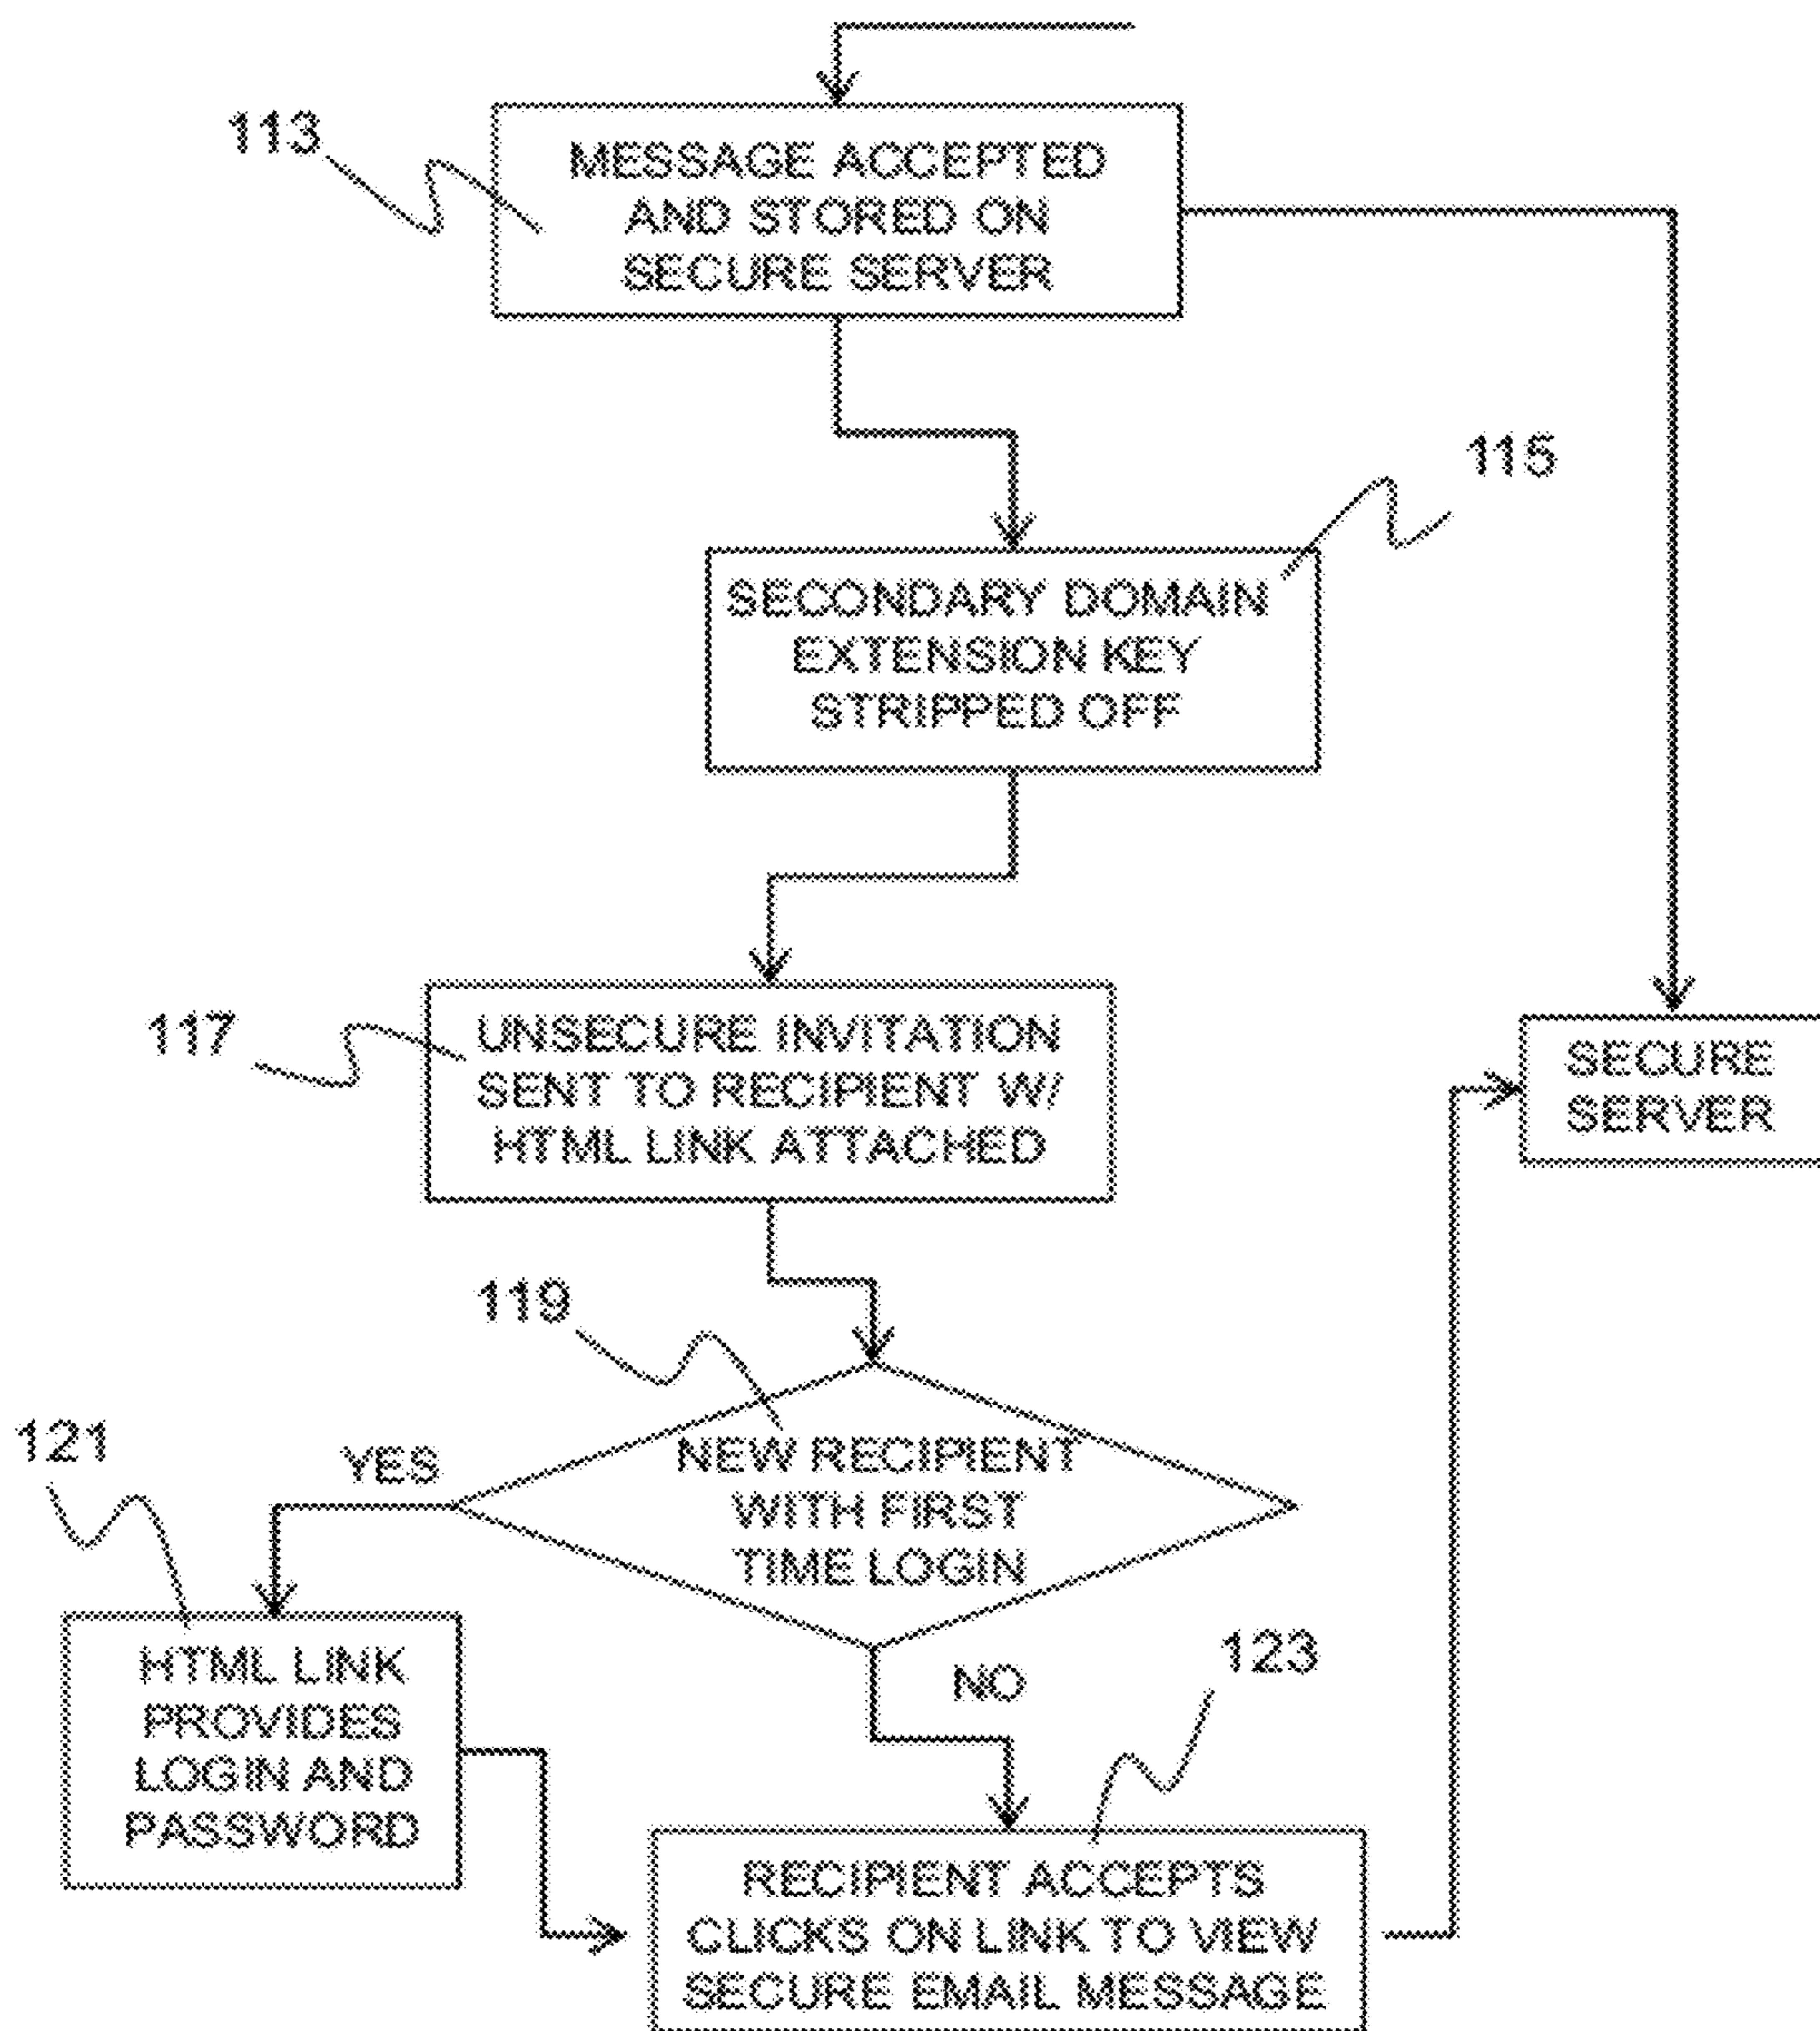 113
MESSAGE ACCEPTED
AND STORED ON
SECURE SERVER
115
SECONDARY DOMAIN
EXTENSION KEY
STRIPPED OFF
117
UNSECURE INVITATION
SENT TO RECIPIENT W/
HTML LINK ATTACHED
SECURE
SERVER
119
NEW RECIPIENT
WITH FIRST
TIME LOGIN
YES
121
HTML LINK
PROVIDES
LOGIN AND
PASSWORD
NO
123
RECIPIENT ACCEPTS
CLICKS ON LINK TO VIEW
SECURE EMAIL MESSAGE